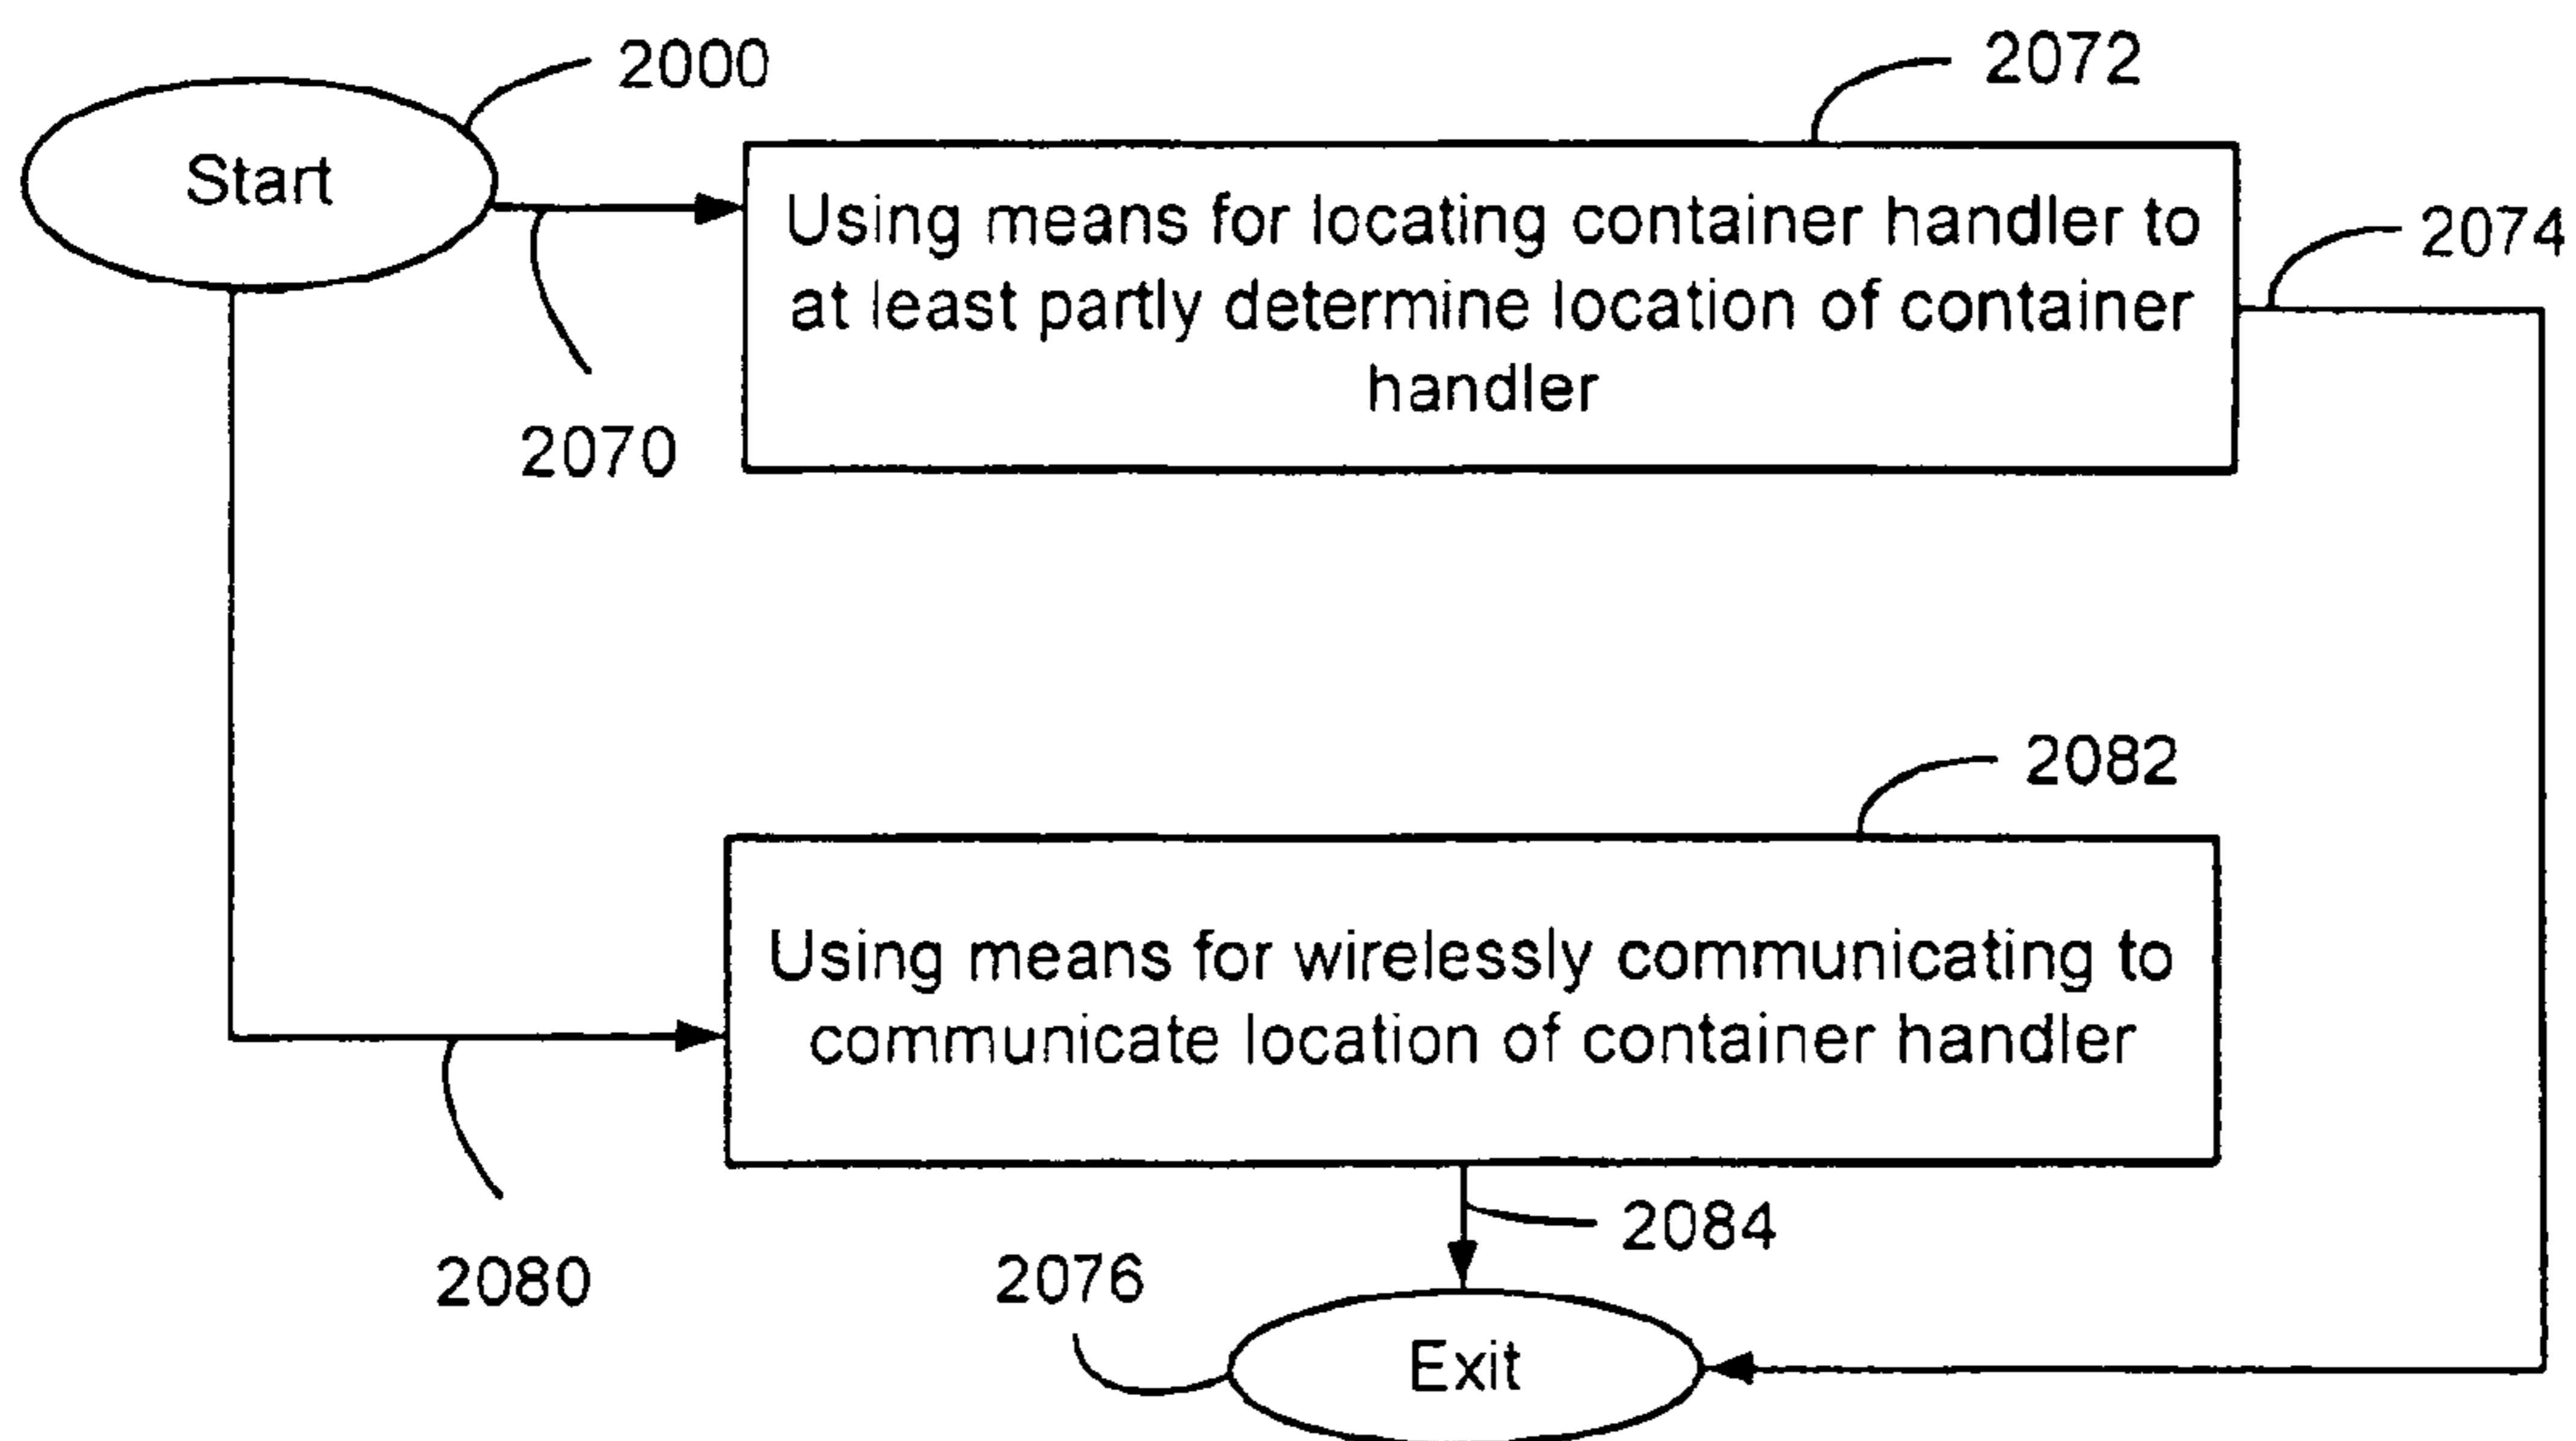 2000
2072
Start
Using means for locating container handler to
at least partly determine location of container
handler
2074
2070
2082
Using means for wirelessly communicating to
communicate location of container handler
2084
2080
2076
Exit